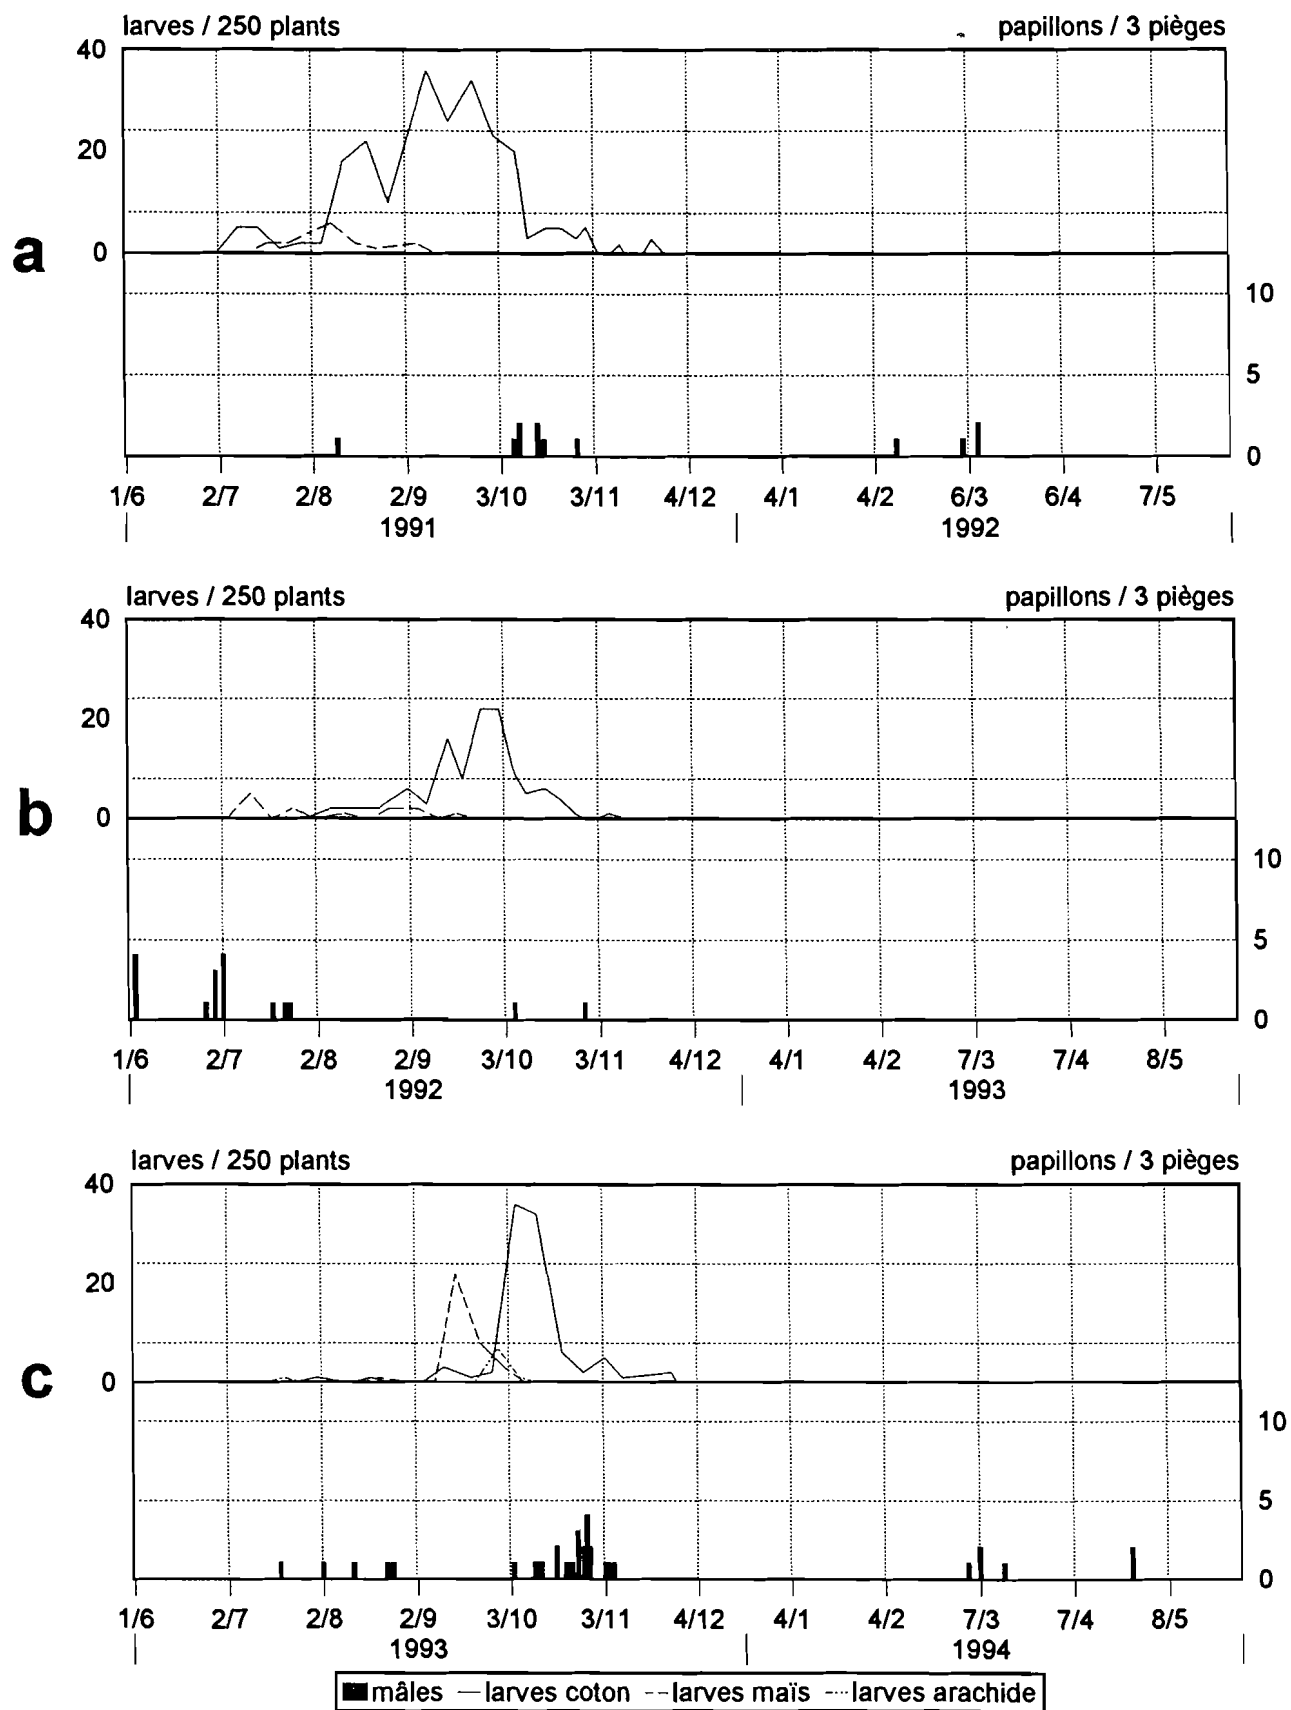 larves / 250 plants papillons / 3 pièges
40
20
a
0
10
5
0
1/6 2/7 2/8 2/9 3/10 3/11 4/12 4/1 4/2 6/3 6/4 7/5
1991 1992
larves / 250 plants papillons / 3 pièges
40
20
b
0
10
5
0
1/6 2/7 2/8 2/9 3/10 3/11 4/12 4/1 4/2 7/3 7/4 8/5
1992 1993
larves / 250 plants papillons / 3 pièges
40
20
c
0
10
5
0
1/6 2/7 2/8 2/9 3/10 3/11 4/12 4/1 4/2 7/3 7/4 8/5
1993 1994
mâles larves coton larves maïs larves arachide